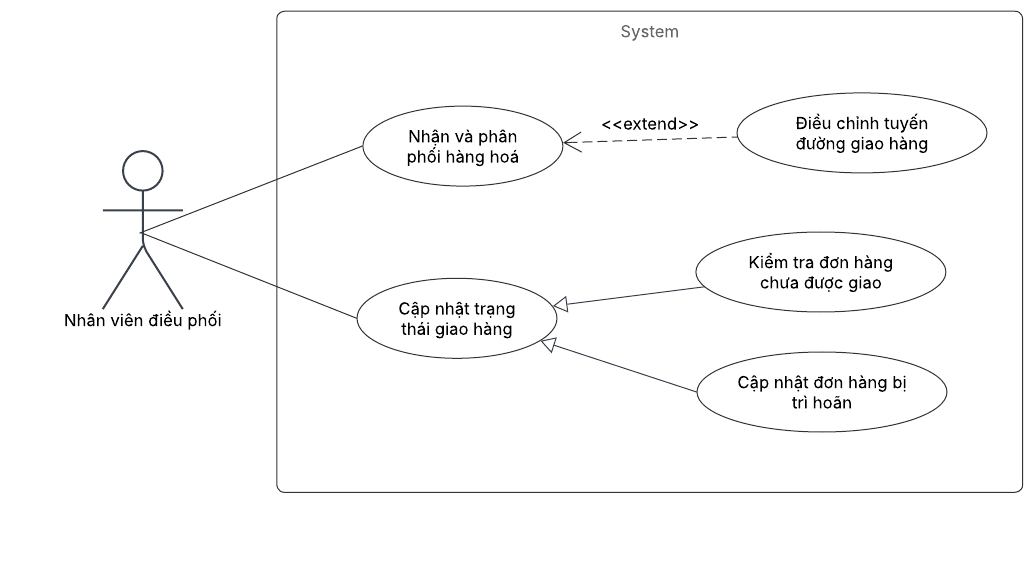 System
Nhận và phân
phối hàng hoá
<<extend>>
Điều chỉnh tuyến
đường giao hàng
Nhân viên điều phối
Cập nhật trạng
thái giao hàng
Kiểm tra đơn hàng
chưa được giao
Cập nhật đơn hàng bị
trì hoãn